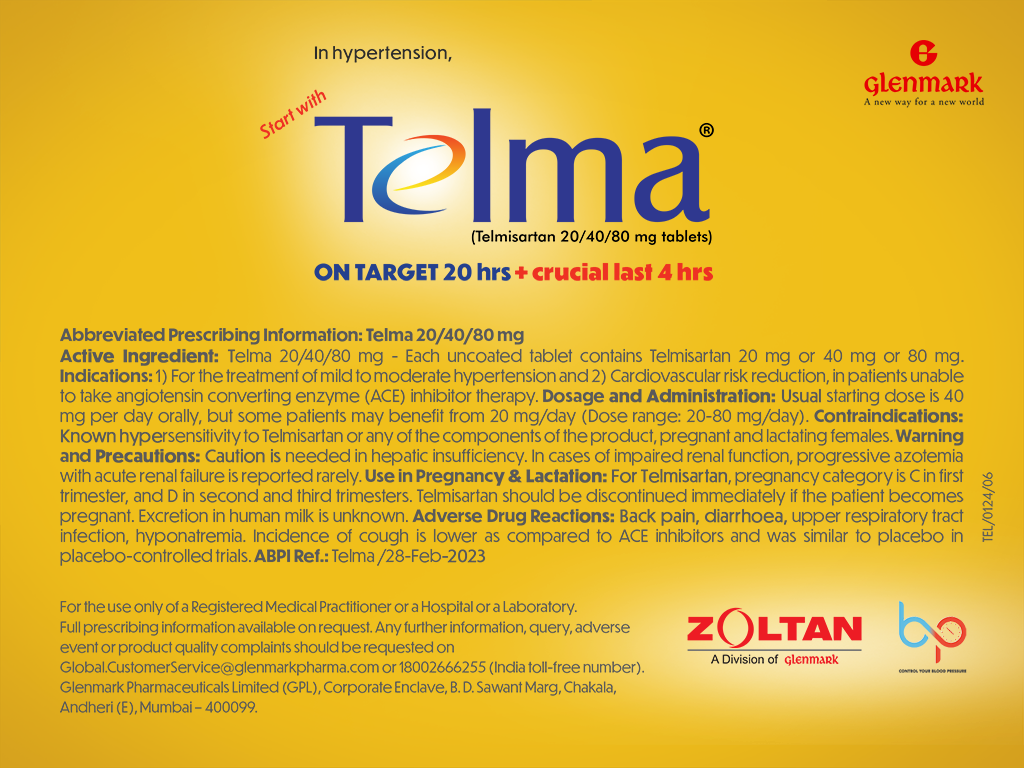 In hypertension,
GLENMARK
A new way for a new world
Start with
Telma®
(Telmisartan 20/40/80 mg tablets)
ON TARGET 20 hrs + crucial last 4 hrs
Abbreviated Prescribing Information: Telma 20/40/80 mg
Active Ingredient: Telma 20/40/80 mg - Each uncoated tablet contains Telmisartan 20 mg or 40 mg or 80 mg.
Indications: 1) For the treatment of mild to moderate hypertension and 2) Cardiovascular risk reduction, in patients unable
to take angiotensin converting enzyme (ACE) inhibitor therapy. Dosage and Administration: Usual starting dose is 40
mg per day orally, but some patients may benefit from 20 mg/day (Dose range: 20-80 mg/day). Contraindications:
Known hypersensitivity to Telmisartan or any of the components of the product, pregnant and lactating females. Warning
and Precautions: Caution is needed in hepatic insufficiency. In cases of impaired renal function, progressive azotemia
with acute renal failure is reported rarely. Use in Pregnancy & Lactation: For Telmisartan, pregnancy category is C in first
trimester, and D in second and third trimesters. Telmisartan should be discontinued immediately if the patient becomes
pregnant. Excretion in human milk is unknown. Adverse Drug Reactions: Back pain, diarrhoea, upper respiratory tract
infection, hyponatremia. Incidence of cough is lower as compared to ACE inhibitors and was similar to placebo in
placebo-controlled trials. ABPI Ref.: Telma /28-Feb-2023
TEL/0124/06
For the use only of a Registered Medical Practitioner or a Hospital or a Laboratory.
Full prescribing information available on request. Any further information, query, adverse
event or product quality complaints should be requested on
Global.CustomerService@glenmarkpharma.com or 18002666255 (India toll-free number).
Glenmark Pharmaceuticals Limited (GPL), Corporate Enclave, B. D. Sawant Marg, Chakala,
Andheri (E), Mumbai – 400099.
ZOLTAN
A Division of glenmark
bp
CONTROL YOUR BLOOD PRESSURE